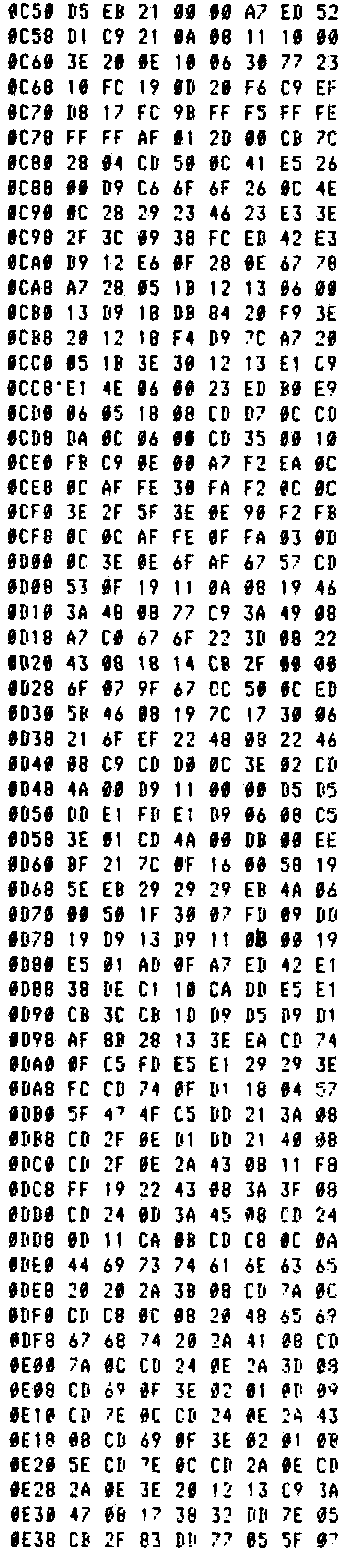 0C50 D5 EB 21 00 00 A7 ED 52
0C58 D1 C9 21 0A 08 11 10 00
0C60 3E 20 0E 10 06 30 77 23
0C68 10 FC 19 0D 20 F6 C9 EF
0C70 D8 17 FC 9B FF F5 FF FE
0C78 FF FF AF 01 2D 00 CB 7C
0C80 28 04 CD 50 0C 41 E5 26
0C88 00 D9 C6 6F 6F 26 0C 4E
0C90 0C 28 29 23 46 23 E3 3E
0C98 2F 3C 09 38 FC ED 42 E3
0CA0 D9 12 E6 0F 28 0E 67 78
0CA8 A7 28 05 1B 12 13 06 00
0CB0 13 D9 18 DB 84 20 F9 3E
0CB8 20 12 18 F4 D9 7C A7 20
0CC0 05 1B 3E 30 12 13 E1 C9
0CC8 E1 4E 06 00 23 ED B0 E9
0CD0 06 05 18 08 CD D7 0C CD
0CD8 DA 0C 06 00 CD 35 00 10
0CE0 FB C9 0E 00 A7 F2 EA 0C
0CE8 0C AF FE 30 FA F2 0C 0C
0CF0 3E 2F 5F 3E 0E 90 F2 FB
0CF8 0C 0C AF FE 0F FA 03 0D
0D00 0C 3E 0E 6F AF 67 57 CD
0D08 53 0F 19 11 0A 08 19 46
0D10 3A 48 08 77 C9 3A 49 08
0D18 A7 C0 67 6F 22 3D 08 22
0D20 43 08 18 14 CB 2F 00 00
0D28 6F 07 9F 67 CC 50 0C ED
0D30 5B 46 08 19 7C 17 30 06
0D38 21 6F EF 22 48 08 22 46
0D40 08 C9 CD D0 0C 3E 02 CD
0D48 4A 00 D9 11 00 00 D5 D5
0D50 DD E1 FD E1 D9 06 08 C5
0D58 3E 01 CD 4A 00 DB 00 EE
0D60 BF 21 7C 0F 16 00 58 19
0D68 5E EB 29 29 29 EB 4A 06
0D70 00 50 1F 30 07 FD 09 DD
0D78 19 D9 13 D9 11 0B 00 19
0D80 E5 01 AD 0F A7 ED 42 E1
0D88 38 DE C1 10 CA DD E5 E1
0D90 CB 3C CB 1D D9 D5 D9 D1
0D98 AF BB 28 13 3E EA CD 74
0DA0 0F C5 FD E5 E1 29 29 3E
0DA8 FC CD 74 0F D1 18 04 57
0DB0 5F 47 4F C5 DD 21 3A 08
0DB8 CD 2F 0E D1 DD 21 40 08
0DC0 CD 2F 0E 2A 43 08 11 F8
0DC8 FF 19 22 43 08 3A 3F 08
0DD0 CD 24 0D 3A 45 08 CD 24
0DD8 0D 11 CA 0B CD C8 0C 0A
0DE0 44 69 73 74 61 6E 63 65
0DE8 20 20 2A 3B 08 CD 7A 0C
0DF0 CD C8 0C 08 20 48 65 69
0DF8 67 68 74 20 2A 41 08 CD
0E00 7A 0C CD 24 0E 2A 3D 08
0E08 CD 69 0F 3E 02 01 0D 09
0E10 CD 7E 0C CD 24 0E 2A 43
0E18 08 CD 69 0F 3E 02 01 0B
0E20 5E CD 7E 0C CD 2A 0E CD
0E28 2A 0E 3E 20 12 13 C9 3A
0E30 47 08 17 38 32 DD 7E 05
0E38 CB 2F 83 DD 77 05 5F 07